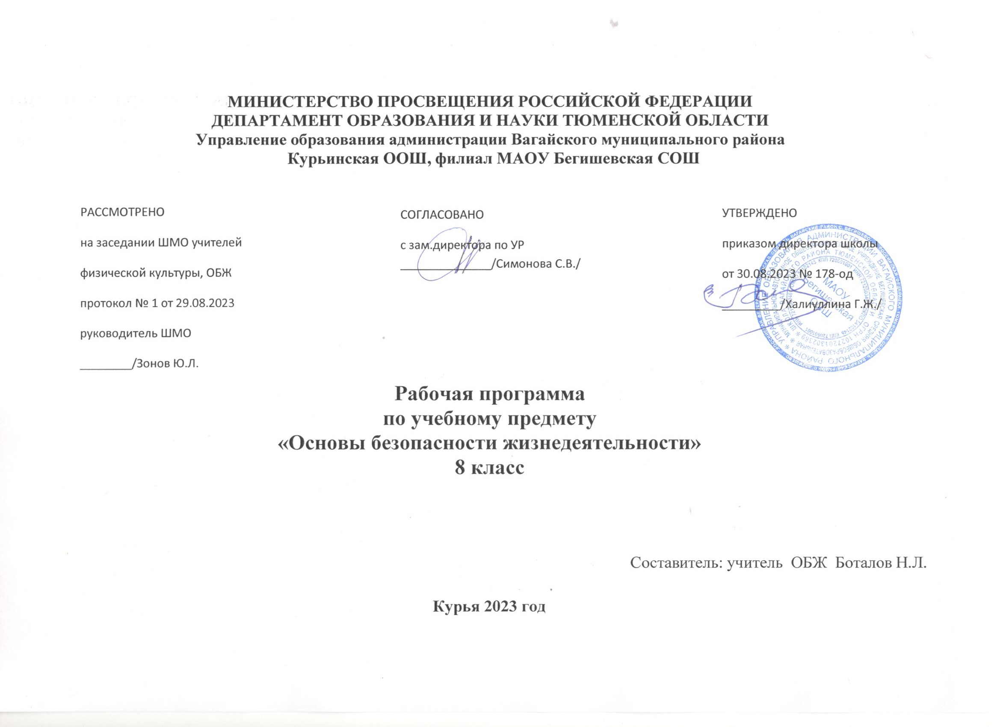 МИНИСТЕРСТВО ПРОСВЕЩЕНИЯ РОССИЙСКОЙ ФЕДЕРАЦИИ
ДЕПАРТАМЕНТ ОБРАЗОВАНИЯ И НАУКИ ТЮМЕНСКОЙ ОБЛАСТИ
Управление образования администрации Вагайского муниципального района
Курьинская ООШ, филиал МАОУ Бегишевская СОШ
РАССМОТРЕНО
на заседании ШМО учителей
физической культуры, ОБЖ
протокол № 1 от 29.08.2023
руководитель ШМО
_________/Зонов Ю.Л.
СОГЛАСОВАНО
с зам.директора по УР
________________/Симонова С.В./
УТВЕРЖДЕНО
приказом директора школы
от 30.08.2023 № 178-од
__________/Халиуллина Г.Ж./
УПРАВЛЕНИЕ ОБРАЗОВАНИЯ АДМИНИСТРАЦИИ ВАГАЙСКОГО МУНИЦИПАЛЬНОГО РАЙОНА
МАОУ
Бегишевская
СОШ
Рабочая программа
по учебному предмету
«Основы безопасности жизнедеятельности»
8 класс
Составитель: учитель ОБЖ Боталов Н.Л.
Курья 2023 год